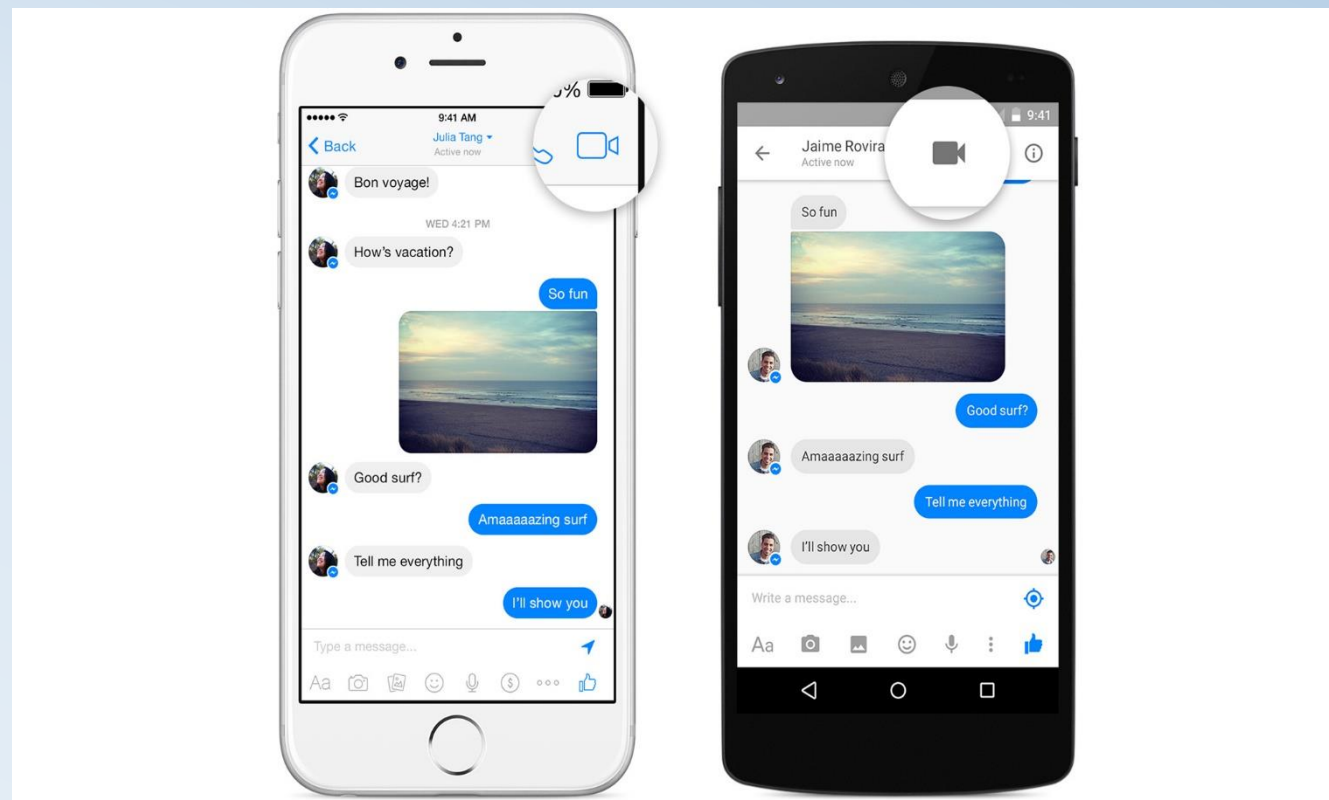 0%
9:41 AM
Back
Julia Tang
Active now
Bon voyage!
WED 4:21 PM
How's vacation?
So fun
Good surf?
Amaaaaazing surf
Tell me everything
I'll show you
Type a message...
Aa
$
9:41
Jaime Rovira
Active now
So fun
Good surf?
Amaaaaazing surf
Tell me everything
I'll show you
Write a message...
Aa